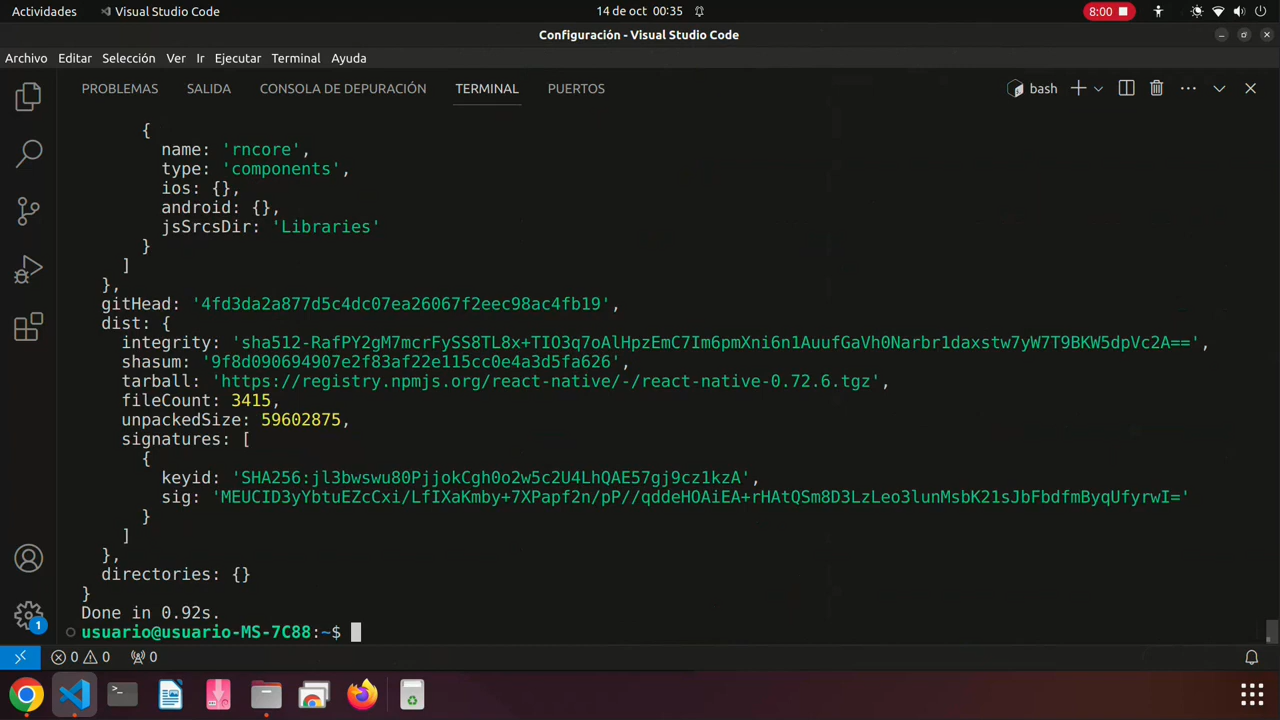 Actividades Visual Studio Code 14 de oct 00:35 8:00
Configuración - Visual Studio Code
Archivo Editar Selección Ver Ir Ejecutar Terminal Ayuda
PROBLEMAS SALIDA CONSOLA DE DEPURACIÓN TERMINAL PUERTOS bash
{
name: 'rncore',
type: 'components',
ios: {},
android: {},
jsSrcsDir: 'Libraries'
}
]
},
gitHead: '4fd3da2a877d5c4dc07ea26067f2eec98ac4fb19',
dist: {
integrity: 'sha512-RafPY2gM7mcrFySS8TL8x+TIO3q7oAlHpzEmC7Im6pmXni6n1AuufGaVh0Narbr1daxstw7yW7T9BKW5dpVc2A==',
shasum: '9f8d090694907e2f83af22e115cc0e4a3d5fa626',
tarball: 'https://registry.npmjs.org/react-native/-/react-native-0.72.6.tgz',
fileCount: 3415,
unpackedSize: 59602875,
signatures: [
{
keyid: 'SHA256:jl3bwswu80PjjokCgh0o2w5c2U4LhQAE57gj9cz1kzA',
sig: 'MEUCID3yYbtuEZcCxi/LfIXaKmby+7XPapf2n/pP//qddeHOAiEA+rHAtQSm8D3LzLeo3lunMsbK21sJbFbdfmByqUfyrwI='
}
]
},
directories: {}
}
Done in 0.92s.
usuario@usuario-MS-7C88:~$
1
0 0 0